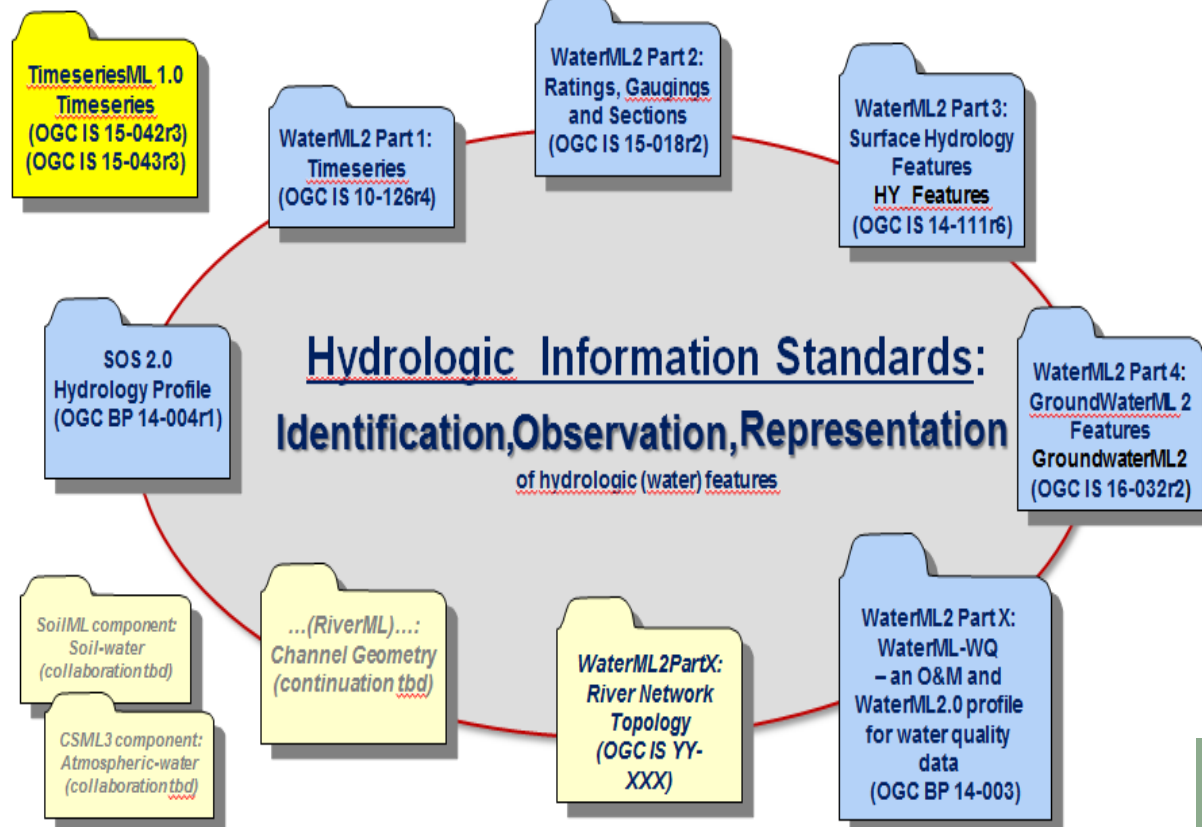 TimeseriesML 1.0
Timeseries
(OGC IS 15-042r3)
(OGC IS 15-043r3)
WaterML2 Part 1:
Timeseries
(OGC IS 10-126r4)
WaterML2 Part 2:
Ratings, Gaugings
and Sections
(OGC IS 15-018r2)
WaterML2 Part 3:
Surface Hydrology
Features
HY_Features
(OGC IS 14-111r6)
SOS 2.0
Hydrology Profile
(OGC BP 14-004r1)
Hydrologic Information Standards:
Identification,Observation,Representation
of hydrologic (water) features
WaterML2 Part 4:
GroundWaterML 2
Features
GroundwaterML2
(OGC IS 16-032r2)
SoilML component:
Soil-water
(collaboration tbd)
CSML3 component:
Atmospheric-water
(collaboration tbd)
...(RiverML)...:
Channel Geometry
(continuation tbd)
WaterML2PartX:
River Network
Topology
(OGC IS YY-
XXX)
WaterML2 Part X:
WaterML-WQ
– an O&M and
WaterML2.0 profile
for water quality
data
(OGC BP 14-003)